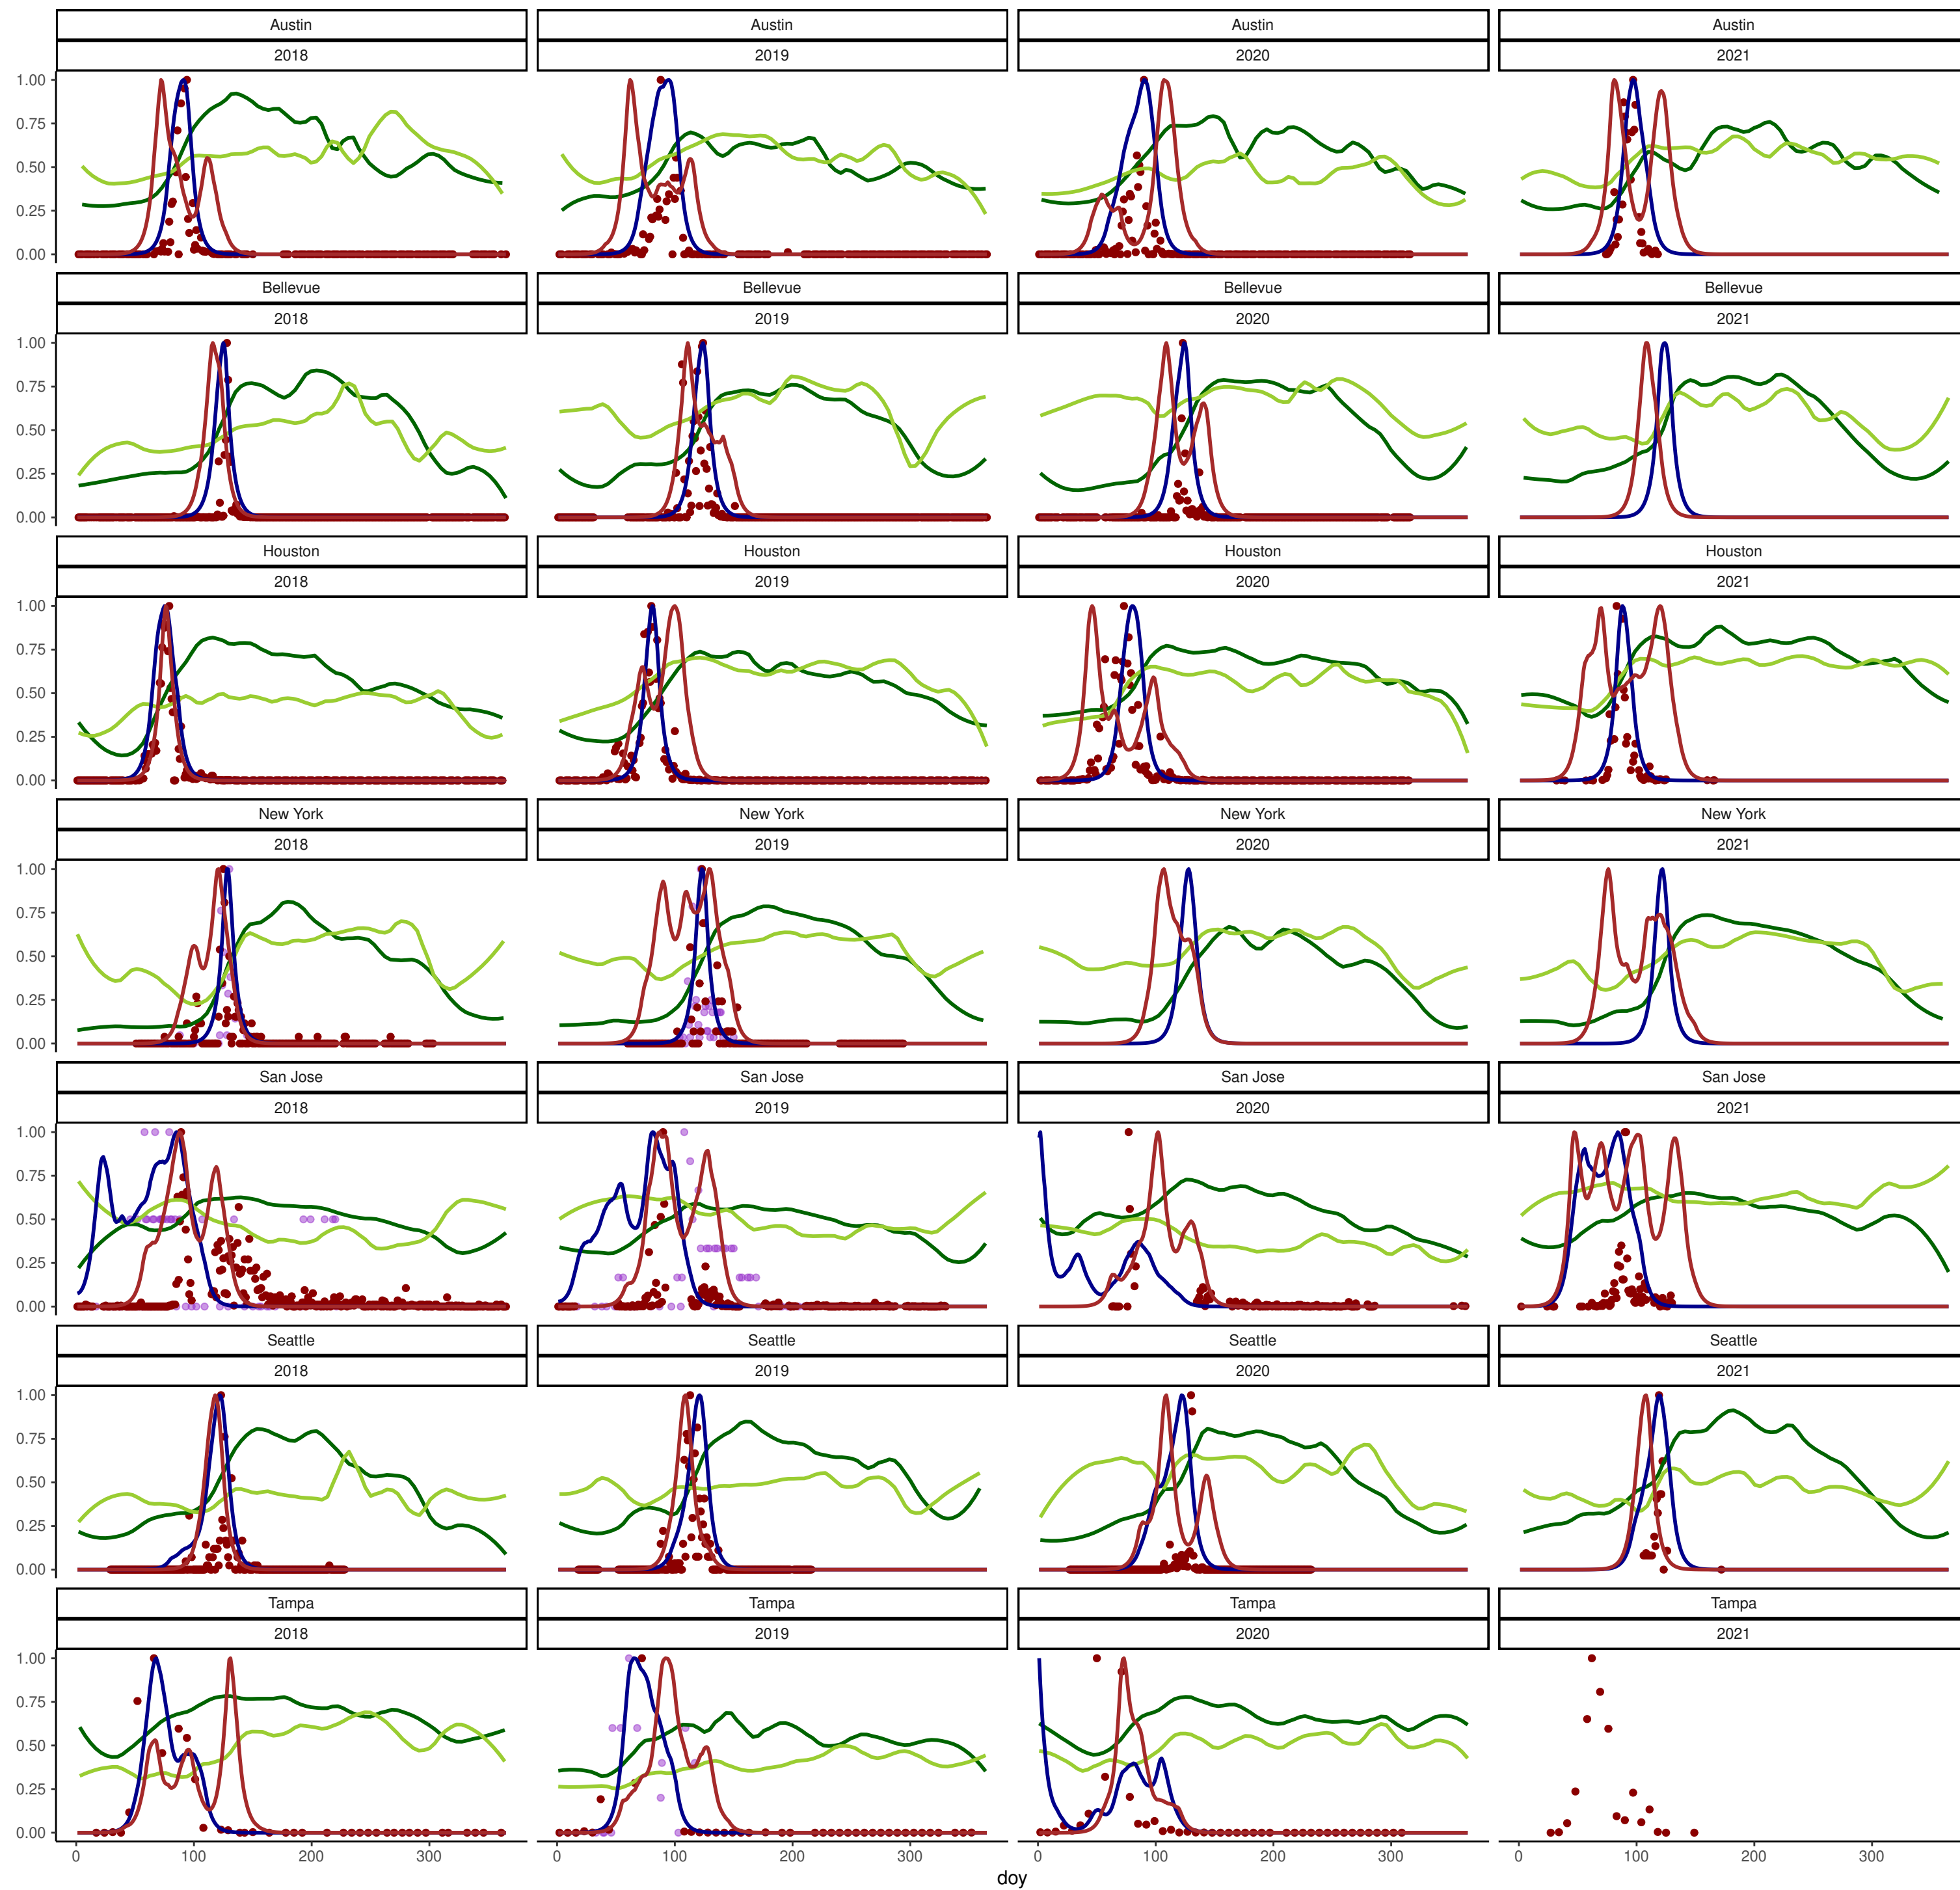 Austin Austin Austin Austin
2018 2019 2020 2021
1.00
0.75
0.50
0.25
0.00
Bellevue Bellevue Bellevue Bellevue
2018 2019 2020 2021
1.00
0.75
0.50
0.25
0.00
Houston Houston Houston Houston
2018 2019 2020 2021
1.00
0.75
0.50
0.25
0.00
New York New York New York New York
2018 2019 2020 2021
1.00
0.75
0.50
0.25
0.00
San Jose San Jose San Jose San Jose
2018 2019 2020 2021
1.00
0.75
0.50
0.25
0.00
Seattle Seattle Seattle Seattle
2018 2019 2020 2021
1.00
0.75
0.50
0.25
0.00
Tampa Tampa Tampa Tampa
2018 2019 2020 2021
1.00
0.75
0.50
0.25
0.00
0 100 200 300 0 100 200 300 0 100 200 300 0 100 200 300
doy